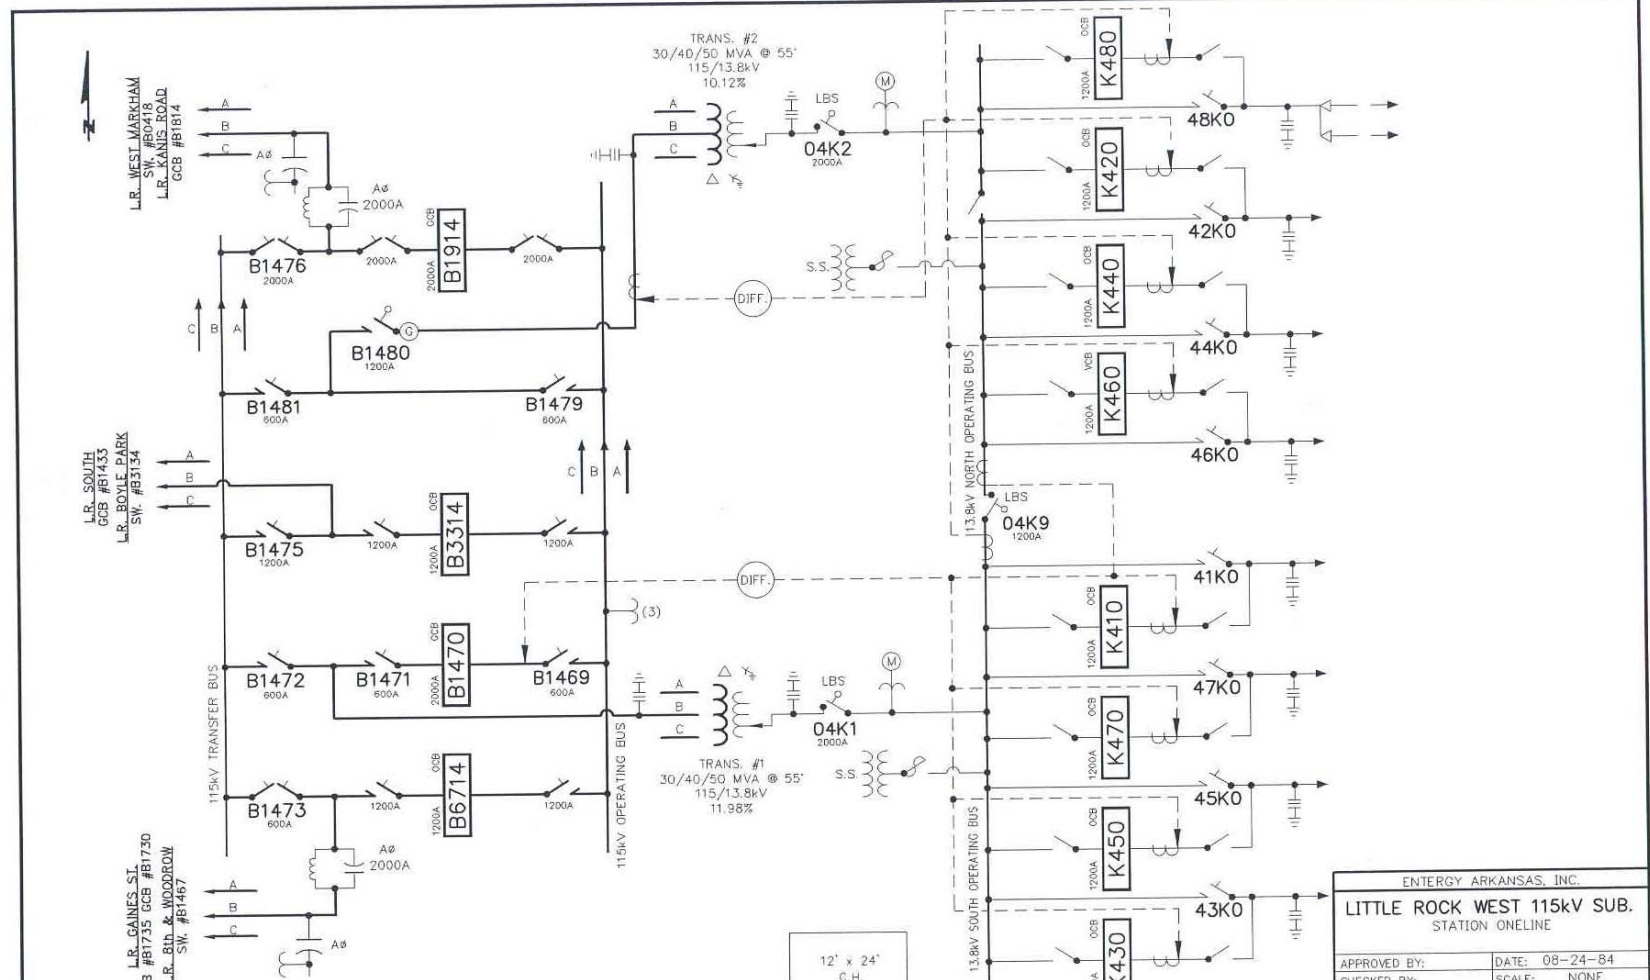 TRANS. #2
30/40/50 MVA @ 55°
115/13.8kV
10.12%
A
B
C
LBS
04K2
2000A
M
L.R. WEST MARKHAM
SW. #B0418
L.R. KANIS ROAD
GCB #B1814
N
A
B
C
AØ
AØ
2000A
B1476
2000A
2000A
OCB
B1914
2000A
2000A
C
B
A
G
B1480
1200A
B1481
600A
B1479
600A
C
B
A
L.R. SOUTH
GCB #B1433
L.R. BOYLE PARK
SW. #B3134
A
B
C
B1475
1200A
1200A
OCB
B3314
1200A
1200A
(3)
115kV TRANSFER BUS
B1472
600A
B1471
600A
GCB
B1470
2000A
B1469
600A
115kV OPERATING BUS
B1473
600A
1200A
OCB
B6714
1200A
1200A
AØ
2000A
L.R. GAINES ST.
#B1735 GCB #B1730
L.R. 8th & WOODROW
SW. #B1467
A
B
C
AØ
DIFF.
S.S.
DIFF.
A
B
C
LBS
04K1
2000A
M
TRANS. #1
30/40/50 MVA @ 55°
115/13.8kV
11.98%
S.S.
13.8kV NORTH OPERATING BUS
LBS
04K9
1200A
13.8kV SOUTH OPERATING BUS
OCB
K480
1200A
48K0
OCB
K420
1200A
42K0
OCB
K440
1200A
44K0
VCB
K460
1200A
46K0
41K0
OCB
K410
1200A
47K0
OCB
K470
1200A
45K0
OCB
K450
1200A
43K0
OCB
K430
12' x 24'
C.H.
ENTERGY ARKANSAS, INC.
LITTLE ROCK WEST 115kV SUB.
STATION ONELINE
APPROVED BY:
DATE: 08-24-84
CHECKED BY:
SCALE: NONE